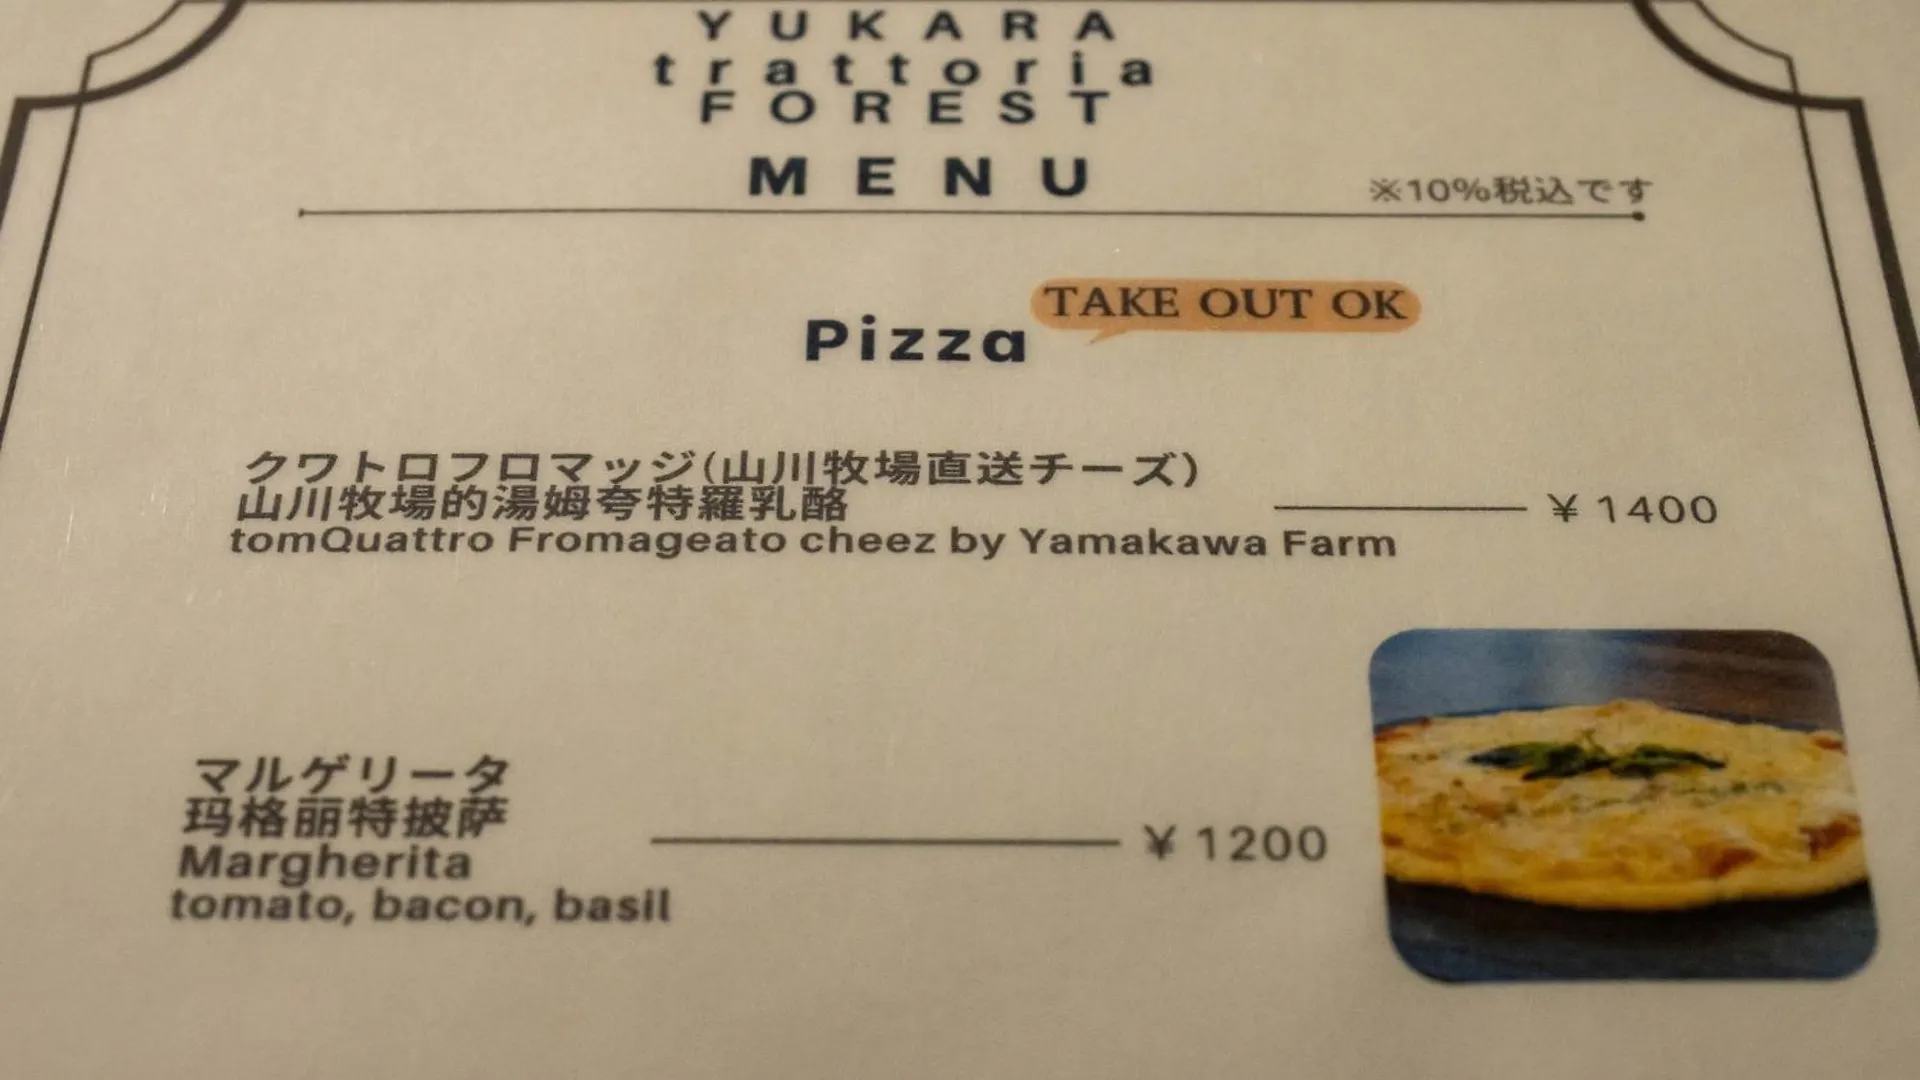 YUKARA
trattoria
FOREST
MENU
※10%税込です
TAKE OUT OK
Pizza
クワトロフロマッジ(山川牧場直送チーズ)
山川牧場的湯姆夸特羅乳酪
tomQuattro Fromageato cheez by Yamakawa Farm
¥ 1400
マルゲリータ
玛格丽特披萨
Margherita
tomato, bacon, basil
¥ 1200